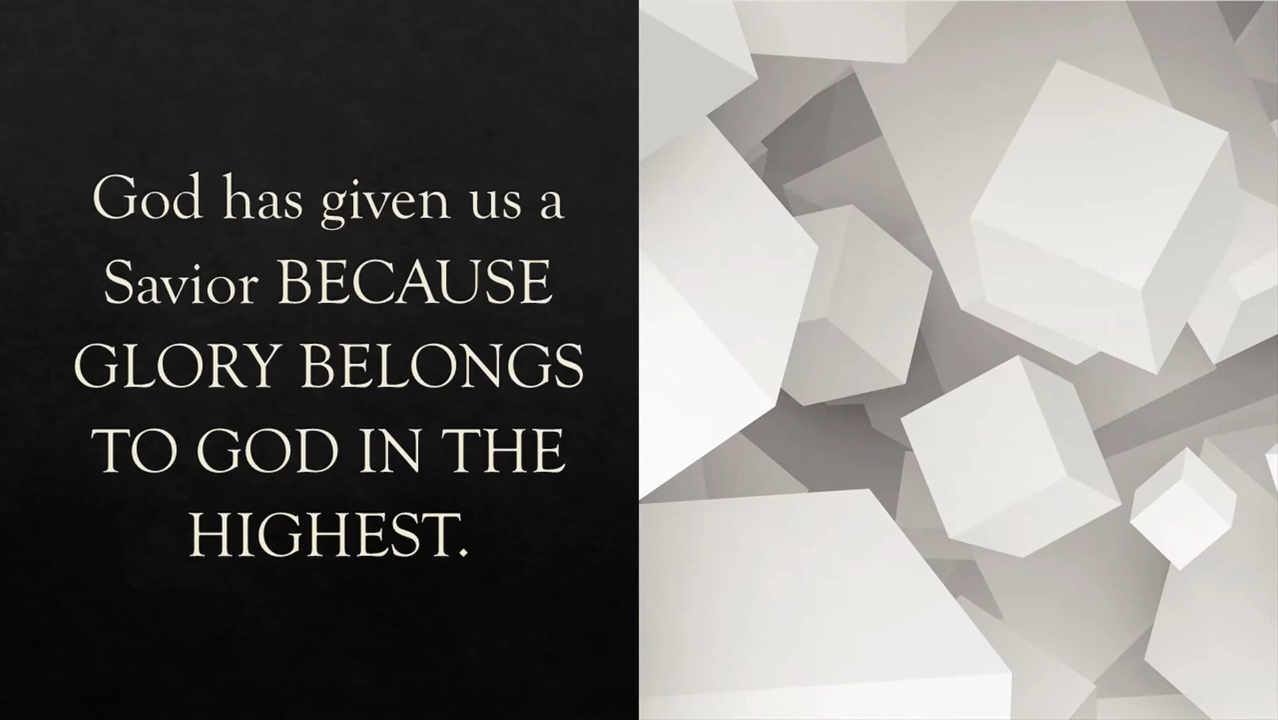 God has given us a
Savior BECAUSE
GLORY BELONGS
TO GOD IN THE
HIGHEST.